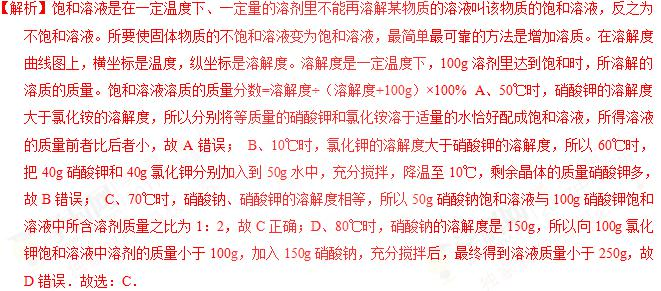 【解析】饱和溶液是在一定温度下、一定量的溶剂里不能再溶解某物质的溶液叫该物质的饱和溶液，反之为
不饱和溶液。所要使固体物质的不饱和溶液变为饱和溶液，最简单最可靠的方法是增加溶质。在溶解度
曲线图上，横坐标是温度，纵坐标是溶解度。溶解度是一定温度下，100g 溶剂里达到饱和时，所溶解的
溶质的质量。饱和溶液溶质的质量分数=溶解度÷（溶解度+100g）×100% A、50℃时，硝酸钾的溶解度
大于氯化铵的溶解度，所以分别将等质量的硝酸钾和氯化铵溶于适量的水恰好配成饱和溶液，所得溶液
的质量前者比后者小，故 A 错误； B、10℃时，氯化钾的溶解度大于硝酸钾的溶解度，所以 60℃时，
把 40g 硝酸钾和 40g 氯化钾分别加入到 50g 水中，充分搅拌，降温至 10℃，剩余晶体的质量硝酸钾多，
故 B 错误； C、70℃时，硝酸钠、硝酸钾的溶解度相等，所以 50g 硝酸钠饱和溶液与 100g 硝酸钾饱和
溶液中所含溶剂质量之比为 1：2，故 C 正确；D、80℃时，硝酸钠的溶解度是 150g，所以向 100g 氯化
钾饱和溶液中溶剂的质量小于 100g，加入 150g 硝酸钠，充分搅拌后，最终得到溶液质量小于 250g，故
D 错误．故选：C．